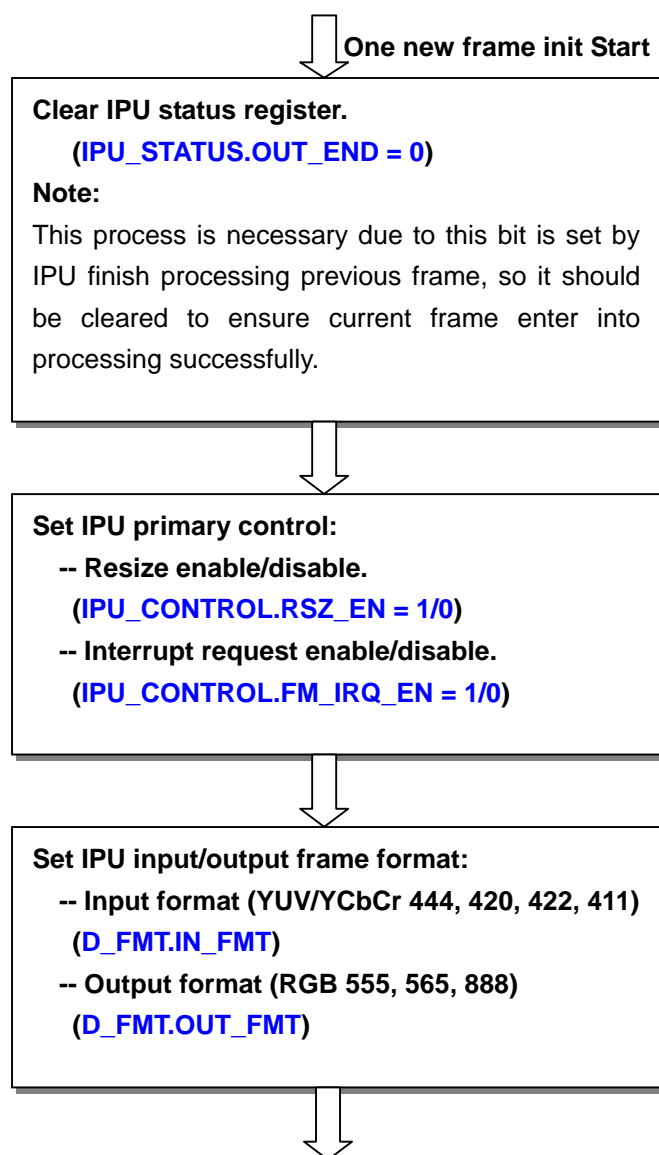 One new frame init Start
Clear IPU status register.
(IPU_STATUS.OUT_END = 0)
Note:
This process is necessary due to this bit is set by
IPU finish processing previous frame, so it should
be cleared to ensure current frame enter into
processing successfully.
Set IPU primary control:
-- Resize enable/disable.
(IPU_CONTROL.RSZ_EN = 1/0)
-- Interrupt request enable/disable.
(IPU_CONTROL.FM_IRQ_EN = 1/0)
Set IPU input/output frame format:
-- Input format (YUV/YCbCr 444, 420, 422, 411)
(D_FMT.IN_FMT)
-- Output format (RGB 555, 565, 888)
(D_FMT.OUT_FMT)